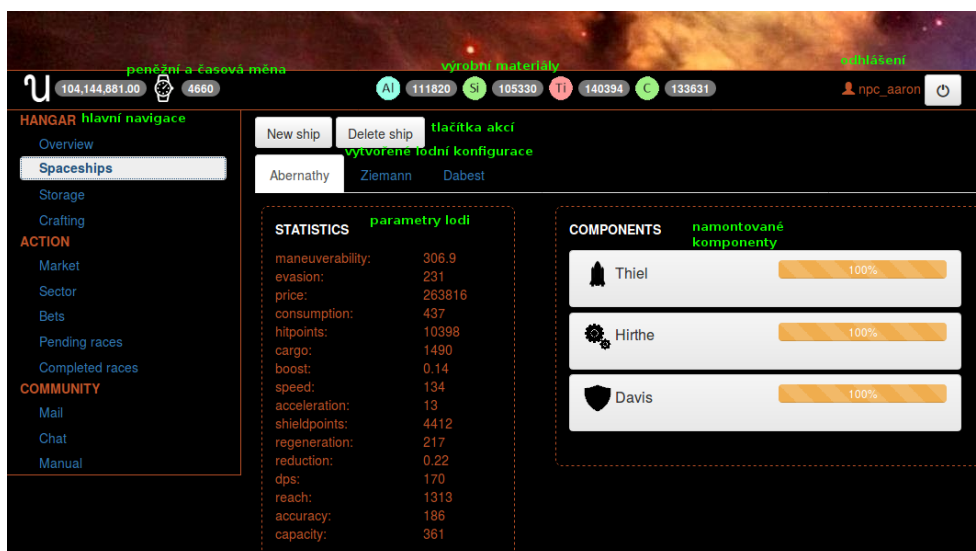 peněžní a časová měna
výrobní materiály
odhlášení
104,144,881.00 4660 Al 111820 Si 105330 Ti 140394 C 133631 npc_aaron
HANGAR hlavní navigace
Overview
Spaceships
Storage
Crafting
ACTION
Market
Sector
Bets
Pending races
Completed races
COMMUNITY
Mail
Chat
Manual
New ship Delete ship tlačítka akcí
vytvořené lodní konfigurace
Abernathy Ziemann Dabest
STATISTICS parametry lodi
maneuverability: 306.9
evasion: 231
price: 263816
consumption: 437
hitpoints: 10398
cargo: 1490
boost: 0.14
speed: 134
acceleration: 13
shieldpoints: 4412
regeneration: 217
reduction: 0.22
dps: 170
reach: 1313
accuracy: 186
capacity: 361
COMPONENTS namontované
komponenty
Thiel 100%
Hirthe 100%
Davis 100%